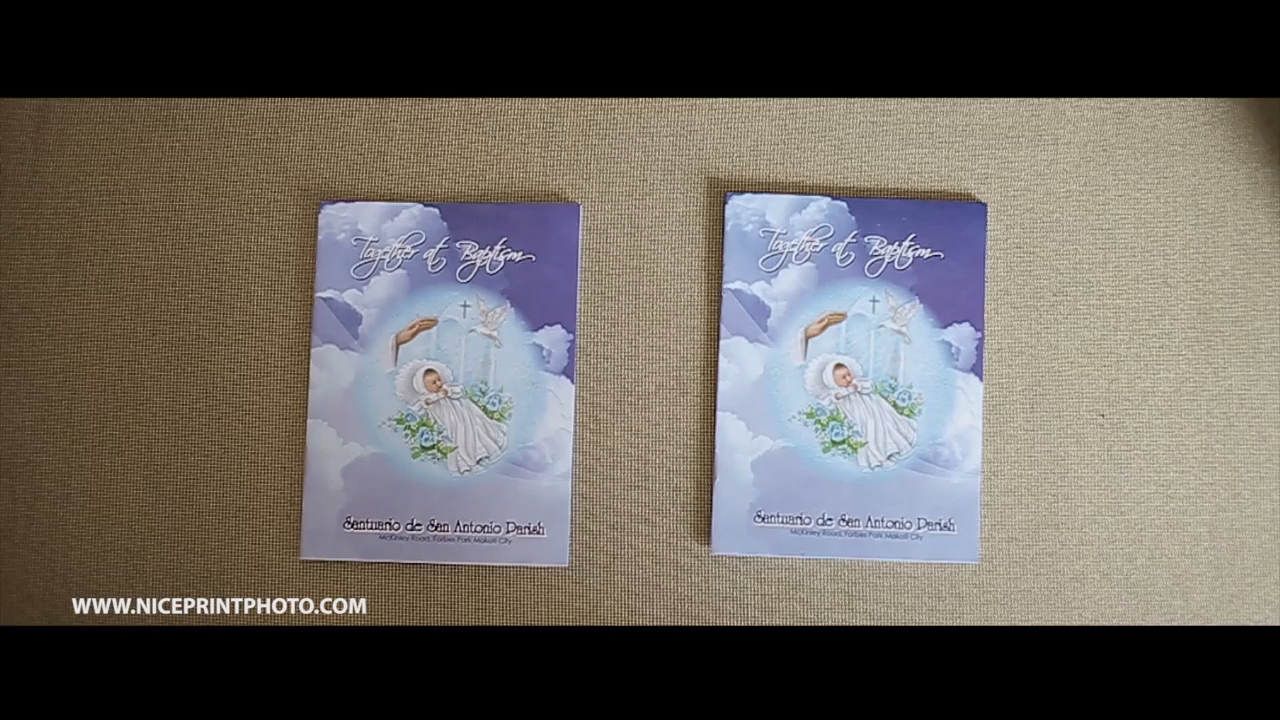 Together at Baptism
Santuario de San Antonio Parish
McKinley Road, Forbes Park, Makati City
Together at Baptism
Santuario de San Antonio Parish
McKinley Road, Forbes Park, Makati City
WWW.NICEPRINTPHOTO.COM